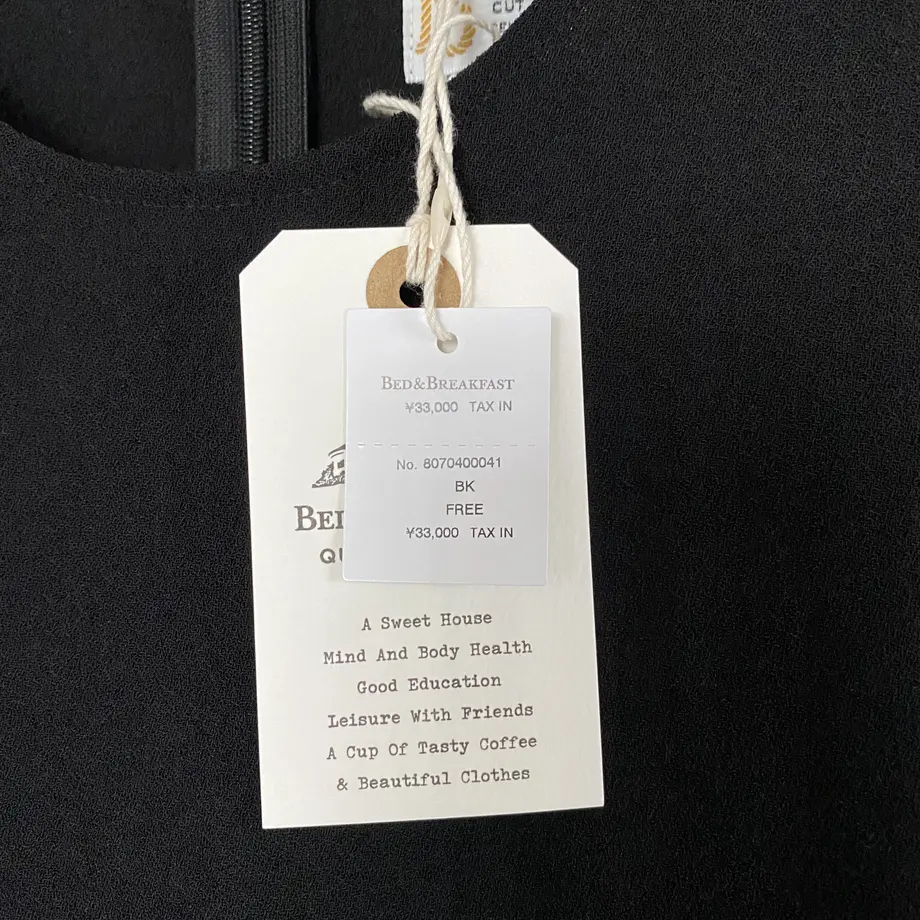 CUT
BED&BREAKFAST
¥33,000 TAX IN
No. 8070400041
BK
FREE
¥33,000 TAX IN
A Sweet House
Mind And Body Health
Good Education
Leisure With Friends
A Cup Of Tasty Coffee
& Beautiful Clothes